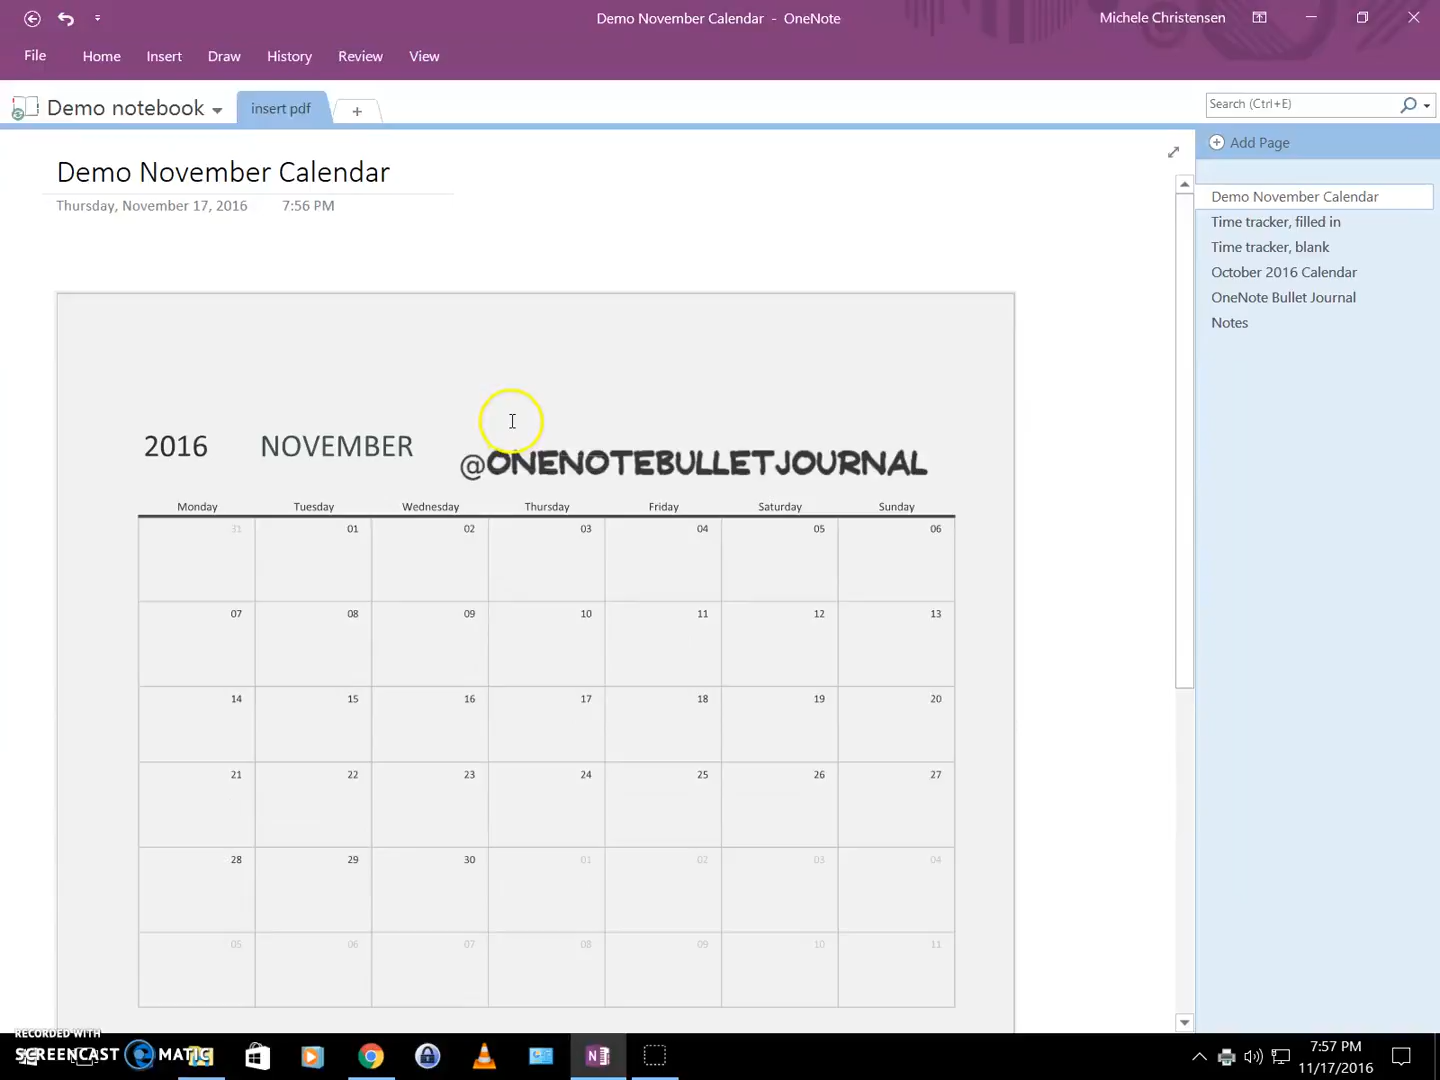 Demo November Calendar - OneNote
Michele Christensen
File Home Insert Draw History Review View
Demo notebook
insert pdf
Search (Ctrl+E)
Add Page
Demo November Calendar
Thursday, November 17, 2016 7:56 PM
Demo November Calendar
Time tracker, filled in
Time tracker, blank
October 2016 Calendar
OneNote Bullet Journal
Notes
2016 NOVEMBER
@ONENOTEBULLETJOURNAL
Monday Tuesday Wednesday Thursday Friday Saturday Sunday
31 01 02 03 04 05 06
07 08 09 10 11 12 13
14 15 16 17 18 19 20
21 22 23 24 25 26 27
28 29 30 01 02 03 04
05 06 07 08 09 10 11
RECORDED WITH
SCREENCAST MATIC
7:57 PM
11/17/2016